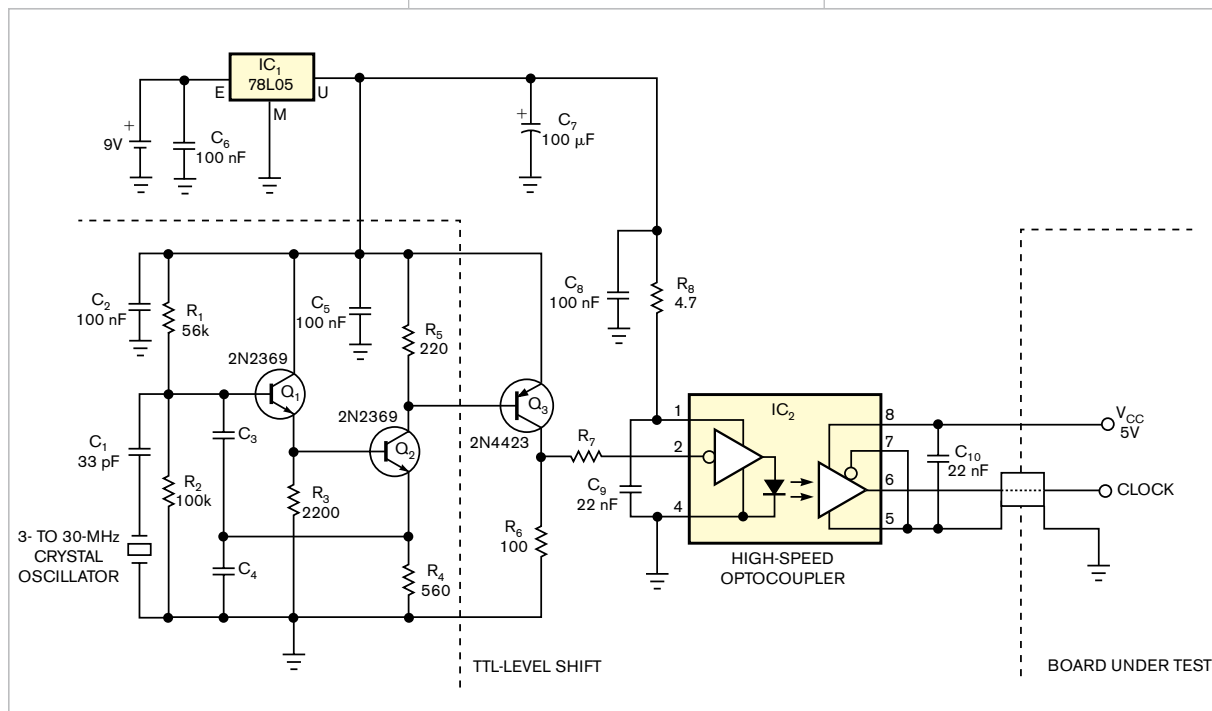 IC1
78L05
E
U
M
+
9V
C6
100 nF
+
C7
100 µF
C2
100 nF
R1
56k
C5
100 nF
R5
220
C8
100 nF
R8
4.7
2N2369
Q1
2N2369
Q2
Q3
2N4423
C1
33 pF
C3
R2
100k
R3
2200
R7
R6
100
C9
22 nF
1
2
4
IC2
8
7
6
5
VCC
5V
C10
22 nF
CLOCK
3- TO 30-MHz
CRYSTAL
OSCILLATOR
C4
R4
560
HIGH-SPEED
OPTOCOUPLER
TTL-LEVEL SHIFT
BOARD UNDER TEST